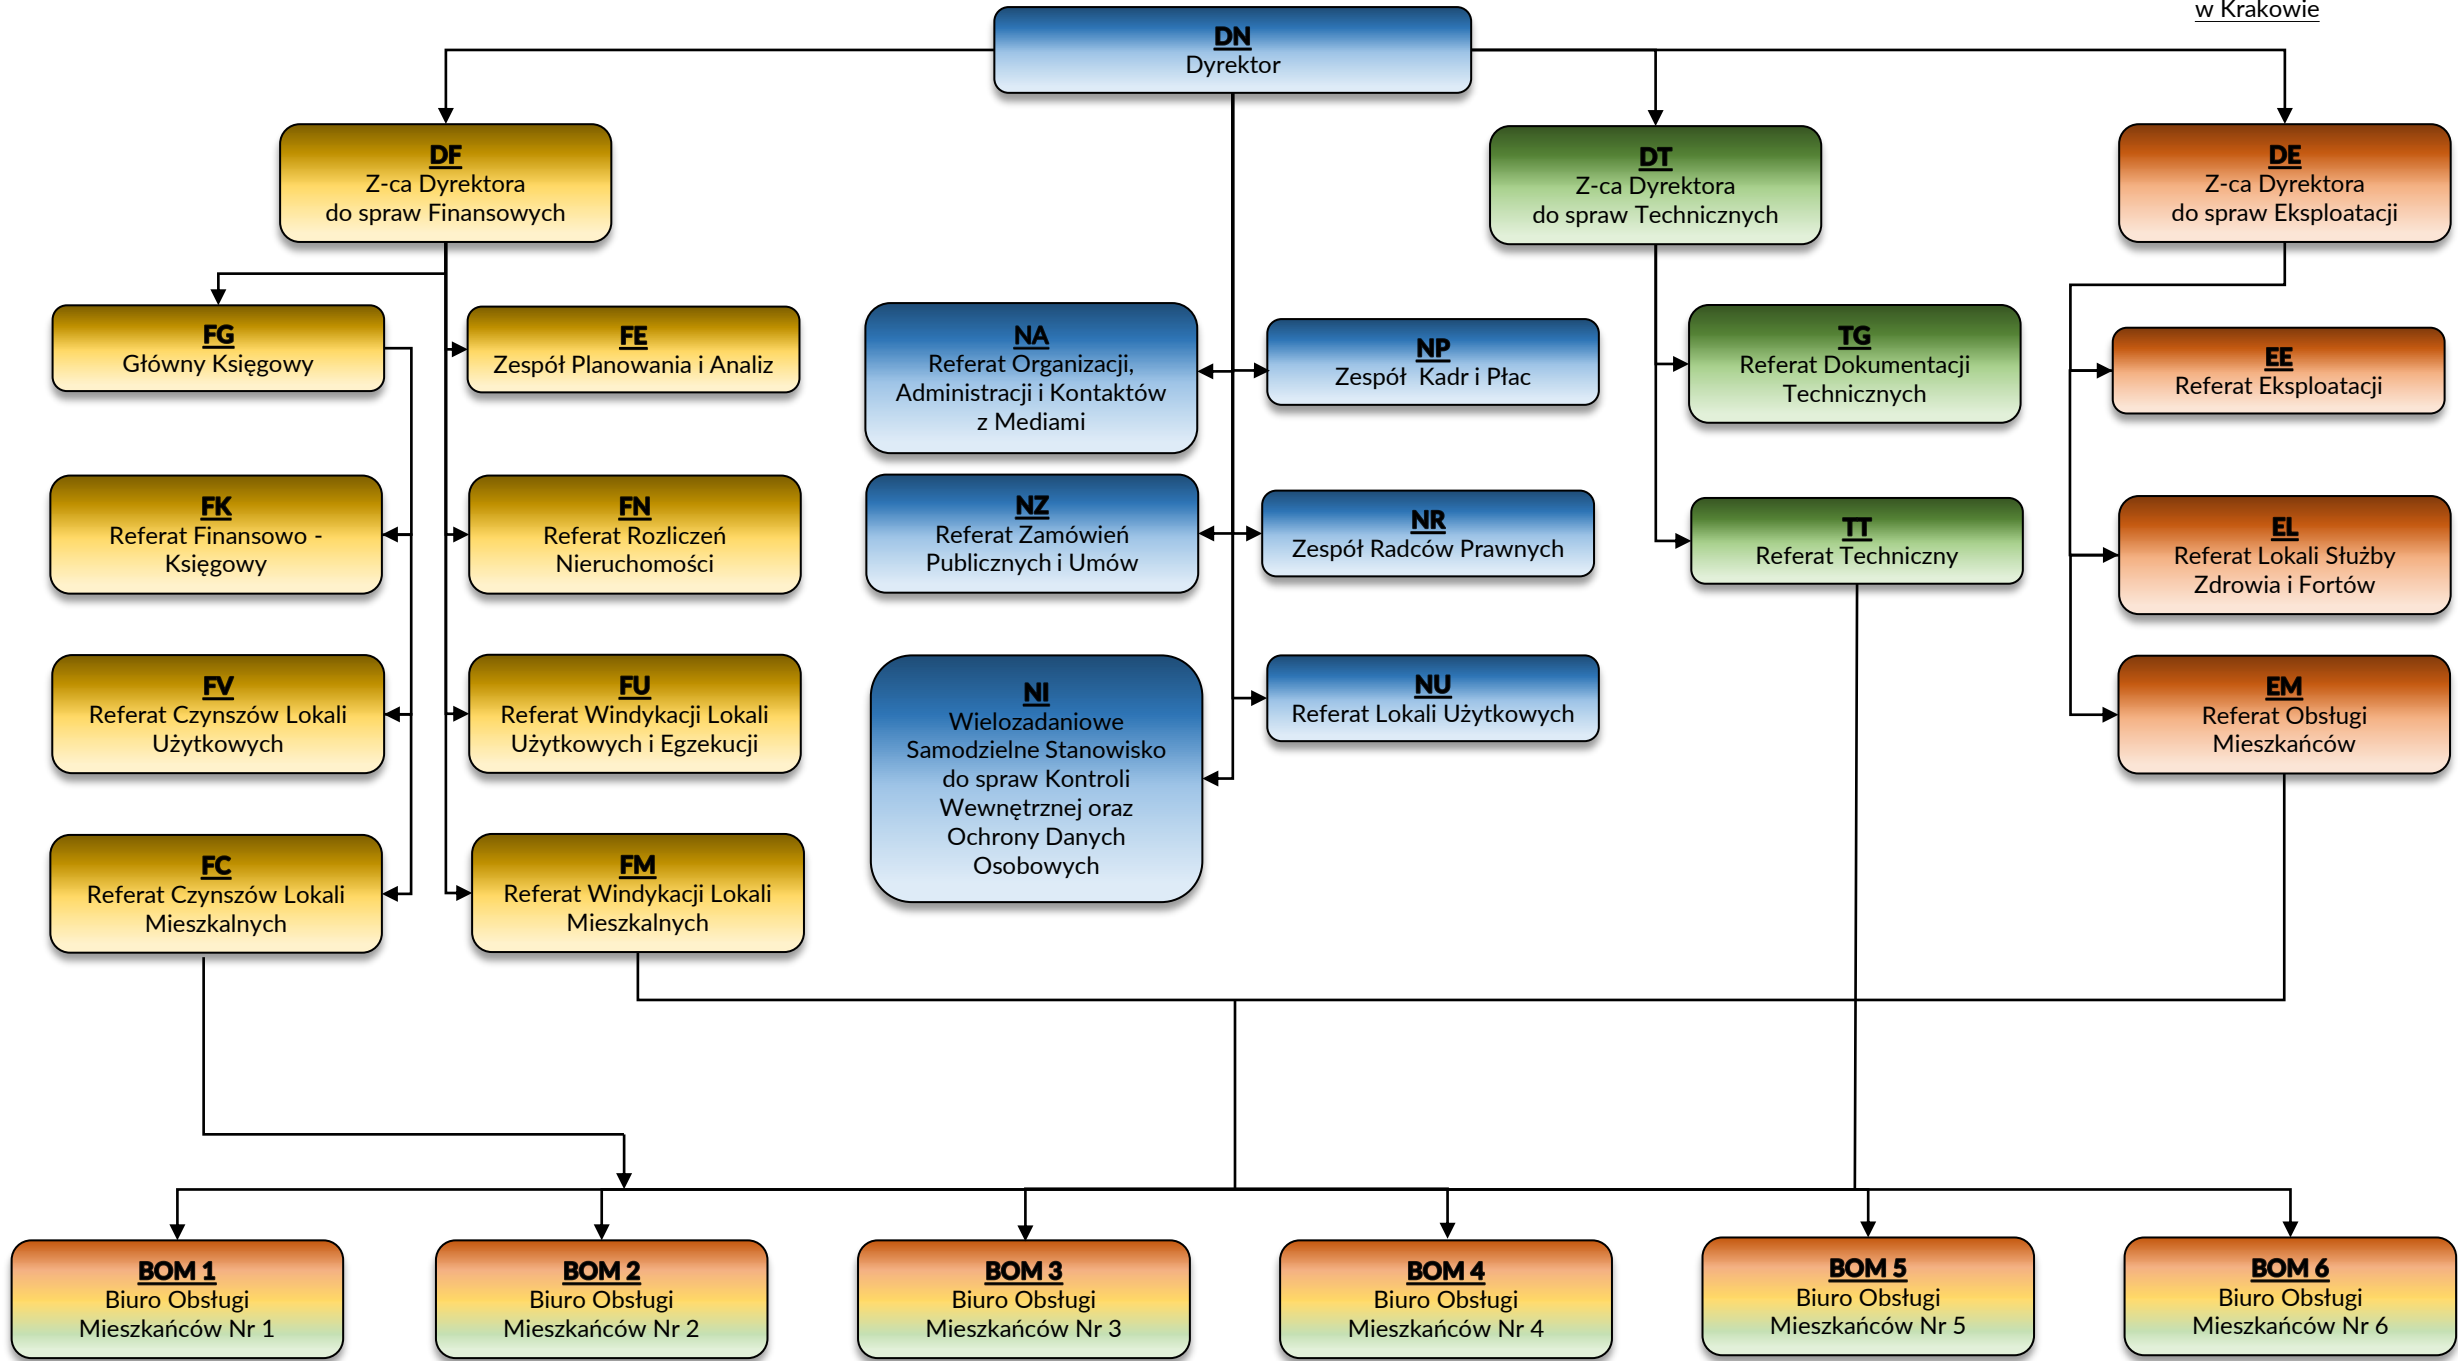 w Krakowie
DN
Dyrektor
DF
Z-ca Dyrektora
do spraw Finansowych
DT
Z-ca Dyrektora
do spraw Technicznych
DE
Z-ca Dyrektora
do spraw Eksploatacji
FG
Główny Księgowy
FE
Zespół Planowania i Analiz
NA
Referat Organizacji,
Administracji i Kontaktów
z Mediami
NP
Zespół Kadr i Płac
TG
Referat Dokumentacji
Technicznych
EE
Referat Eksploatacji
FK
Referat Finansowo -
Księgowy
FN
Referat Rozliczeń
Nieruchomości
NZ
Referat Zamówień
Publicznych i Umów
NR
Zespół Radców Prawnych
TT
Referat Techniczny
EL
Referat Lokali Służby
Zdrowia i Fortów
FV
Referat Czynszów Lokali
Użytkowych
FU
Referat Windykacji Lokali
Użytkowych i Egzekucji
NI
Wielozadaniowe
Samodzielne Stanowisko
do spraw Kontroli
Wewnętrznej oraz
Ochrony Danych
Osobowych
NU
Referat Lokali Użytkowych
EM
Referat Obsługi
Mieszkańców
FC
Referat Czynszów Lokali
Mieszkalnych
FM
Referat Windykacji Lokali
Mieszkalnych
BOM 1
Biuro Obsługi
Mieszkańców Nr 1
BOM 2
Biuro Obsługi
Mieszkańców Nr 2
BOM 3
Biuro Obsługi
Mieszkańców Nr 3
BOM 4
Biuro Obsługi
Mieszkańców Nr 4
BOM 5
Biuro Obsługi
Mieszkańców Nr 5
BOM 6
Biuro Obsługi
Mieszkańców Nr 6